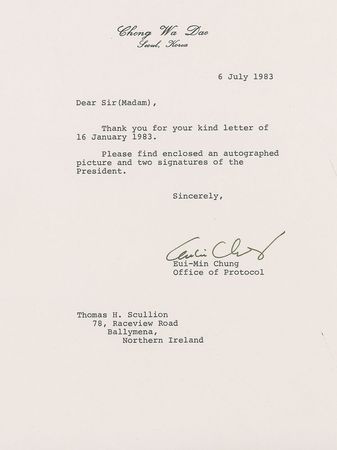 Chong Wa Dae
Seoul, Korea
6 July 1983
Dear Sir(Madam),
Thank you for your kind letter of
16 January 1983.
Please find enclosed an autographed
picture and two signatures of the
President.
Sincerely,
Eui-Min Chung
Office of Protocol
Thomas H. Scullion
78, Raceview Road
Ballymena,
Northern Ireland